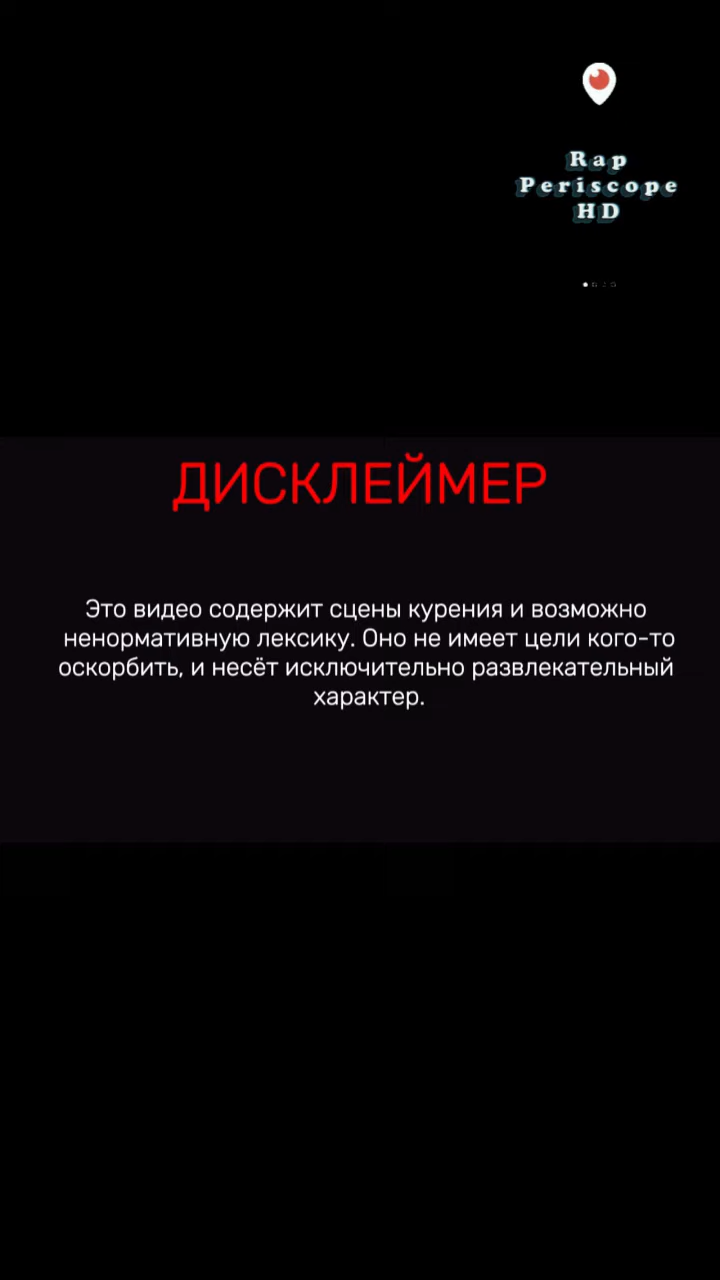 Rap
Periscope
HD
ДИСКЛЕЙМЕР
Это видео содержит сцены курения и возможно
ненормативную лексику. Оно не имеет цели кого-то
оскорбить, и несёт исключительно развлекательный
характер.